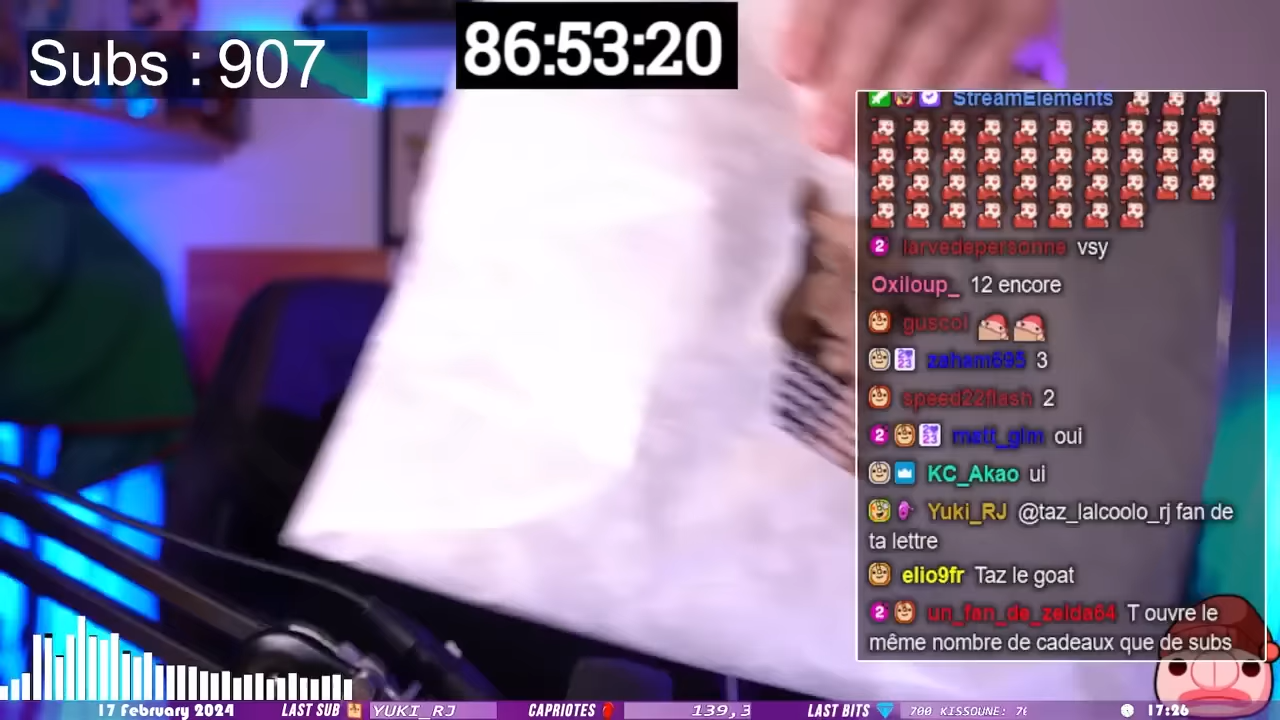 Subs : 907
86:53:20
StreamElements
larvedepersonne vsy
Oxiloup_ 12 encore
guscol
zaham695 3
speed22flash 2
matt_glm oui
KC_Akao ui
Yuki_RJ @taz_lalcoolo_rj fan de
ta lettre
elio9fr Taz le goat
un_fan_de_zelda64 T ouvre le
même nombre de cadeaux que de subs
17 February 2024 LAST SUB YUKI_RJ CAPRIOTES 139,3 LAST BITS 700 KISSOUNE: 17:26